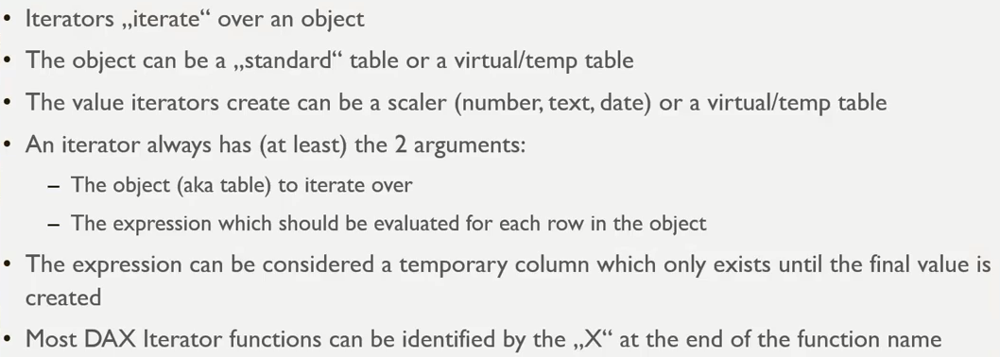 • Iterators „iterate“ over an object
• The object can be a „standard“ table or a virtual/temp table
• The value iterators create can be a scaler (number, text, date) or a virtual/temp table
• An iterator always has (at least) the 2 arguments:
– The object (aka table) to iterate over
– The expression which should be evaluated for each row in the object
• The expression can be considered a temporary column which only exists until the final value is
created
• Most DAX Iterator functions can be identified by the „X“ at the end of the function name